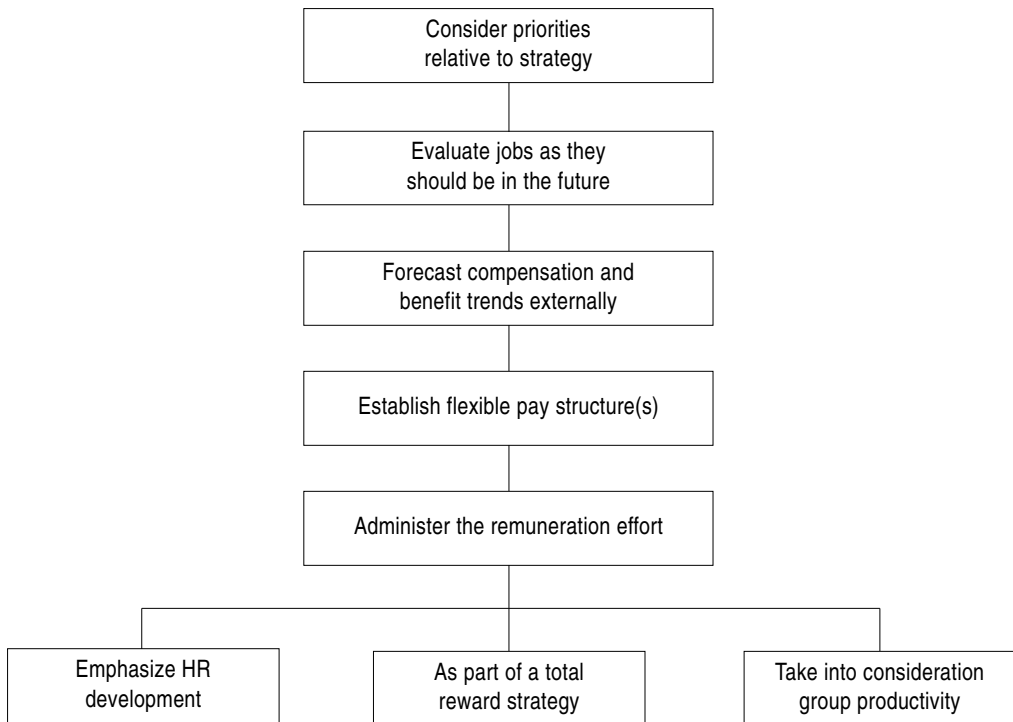 Consider priorities
relative to strategy
Evaluate jobs as they
should be in the future
Forecast compensation and
benefit trends externally
Establish flexible pay structure(s)
Administer the remuneration effort
Emphasize HR
development
As part of a total
reward strategy
Take into consideration
group productivity